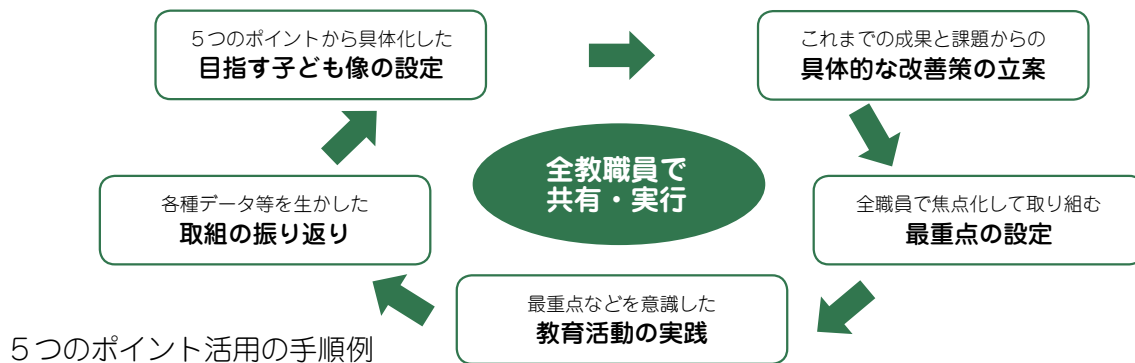 ５つのポイントから具体化した
目指す子ども像の設定
これまでの成果と課題からの
具体的な改善策の立案
全職員で焦点化して取り組む
最重点の設定
最重点などを意識した
教育活動の実践
各種データ等を生かした
取組の振り返り
全教職員で
共有・実行
５つのポイント活用の手順例